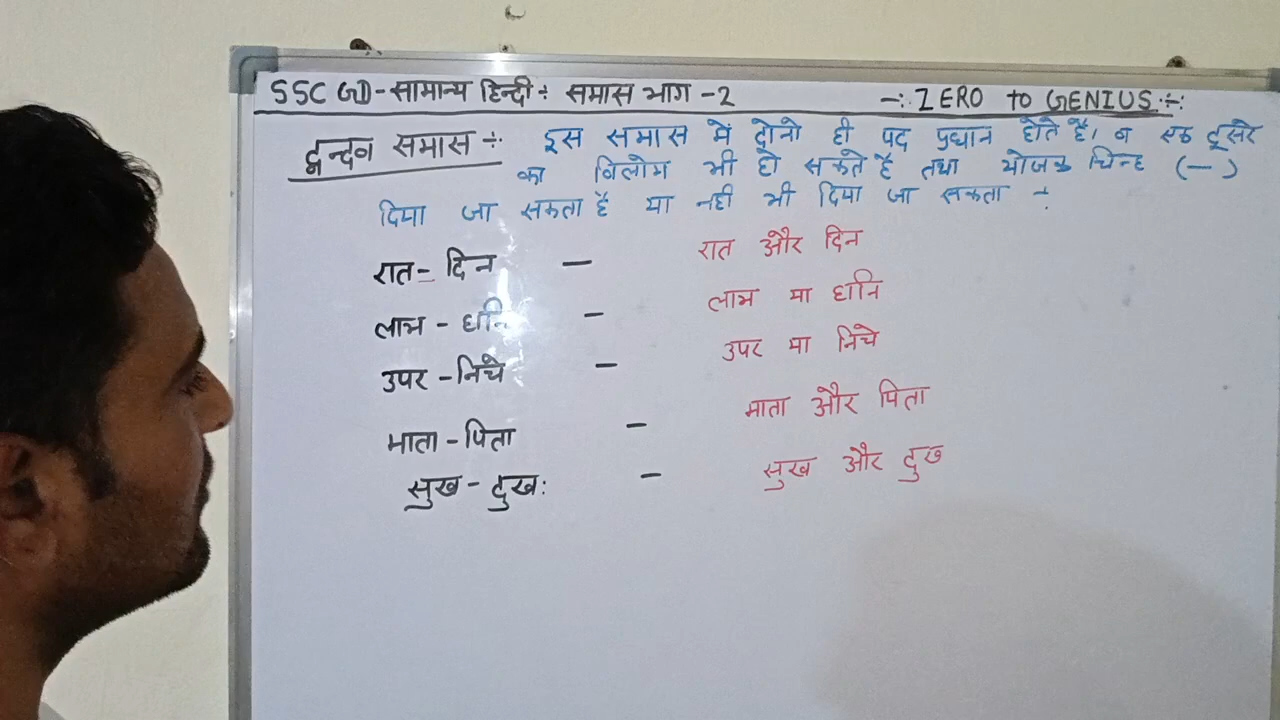 SSC GD - सामान्य हिन्दी ÷ समास भाग - 2 -: ZERO to GENIUS :-
द्वन्दव समास ÷ इस समास में दोनो ही पद प्रधान होते है। व एक दूसरे
का विलोम भी हो सकते है तथा योजक चिन्ह (—)
दिया जा सकता है या नही भी दिया जा सकता ÷
रात - दिन — रात और दिन
लाभ - हानि — लाभ या हानि
उपर - निचे — उपर या निचे
माता - पिता — माता और पिता
सुख - दुखः — सुख और दुख